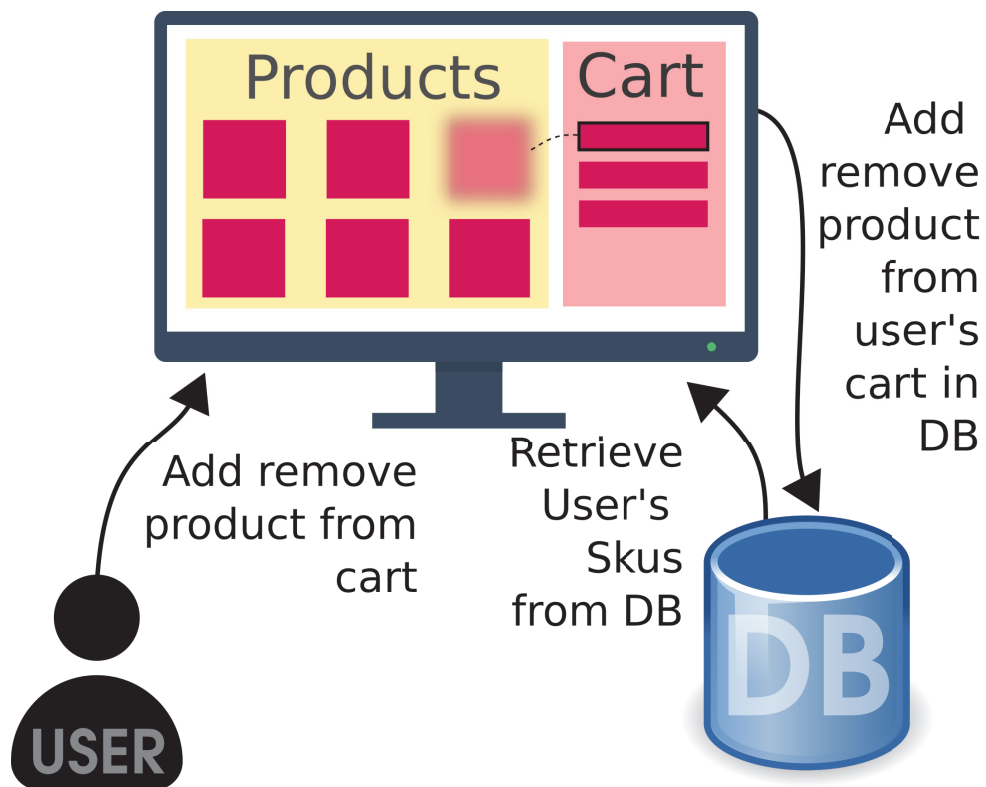 Products
Cart
Add
remove
product
from
user's
cart in
DB
Add remove
product from
cart
Retrieve
User's
Skus
from DB
DB
USER